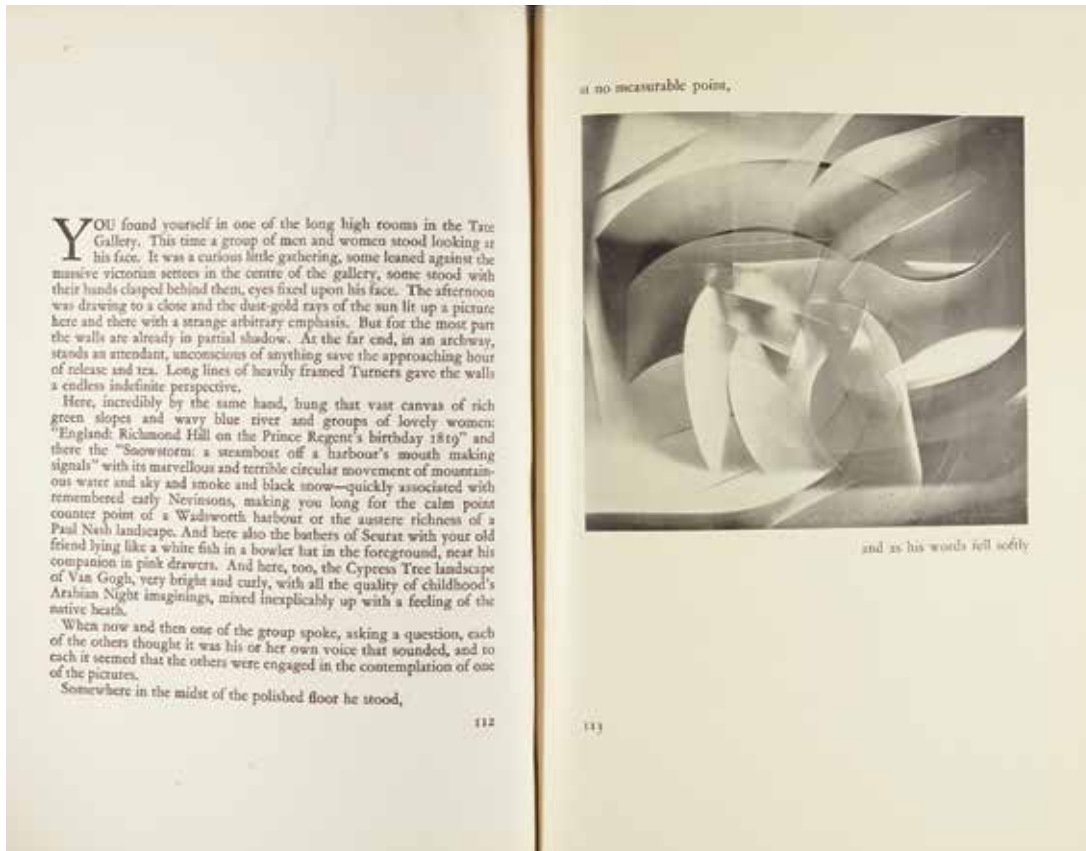 YOU found yourself in one of the long high rooms in the Tate
Gallery. This time a group of men and women stood looking at
his face. It was a curious little gathering, some leaned against the
massive victorian settees in the centre of the gallery, some stood with
their hands clasped behind them, eyes fixed upon his face. The afternoon
was drawing to a close and the dust-gold rays of the sun lit up a picture
here and there with a strange arbitrary emphasis. But for the most part
the walls are already in partial shadow. At the far end, in an archway,
stands an attendant, unconscious of anything save the approaching hour
of release and tea. Long lines of heavily framed Turners gave the walls
a endless indefinite perspective.
Here, incredibly by the same hand, hung that vast canvas of rich
green slopes and wavy blue river and groups of lovely women:
"England: Richmond Hill on the Prince Regent's birthday 1819" and
there the "Snowstorm: a steamboat off a harbour's mouth making
signals" with its marvellous and terrible circular movement of mountain-
ous water and sky and smoke and black snow—quickly associated with
remembered early Nevinsons, making you long for the calm point
counter point of a Wadsworth harbour or the austere richness of a
Paul Nash landscape. And here also the bathers of Seurat with your old
friend lying like a white fish in a bowler hat in the foreground, near his
companion in pink drawers. And here, too, the Cypress Tree landscape
of Van Gogh, very bright and curly, with all the quality of childhood's
Arabian Night imaginings, mixed inexplicably up with a feeling of the
native heath.
When now and then one of the group spoke, asking a question, each
of the others thought it was his or her own voice that sounded, and to
each it seemed that the others were engaged in the contemplation of one
of the pictures.
Somewhere in the midst of the polished floor he stood,
112
at no measurable point,
and as his words fell softly
113